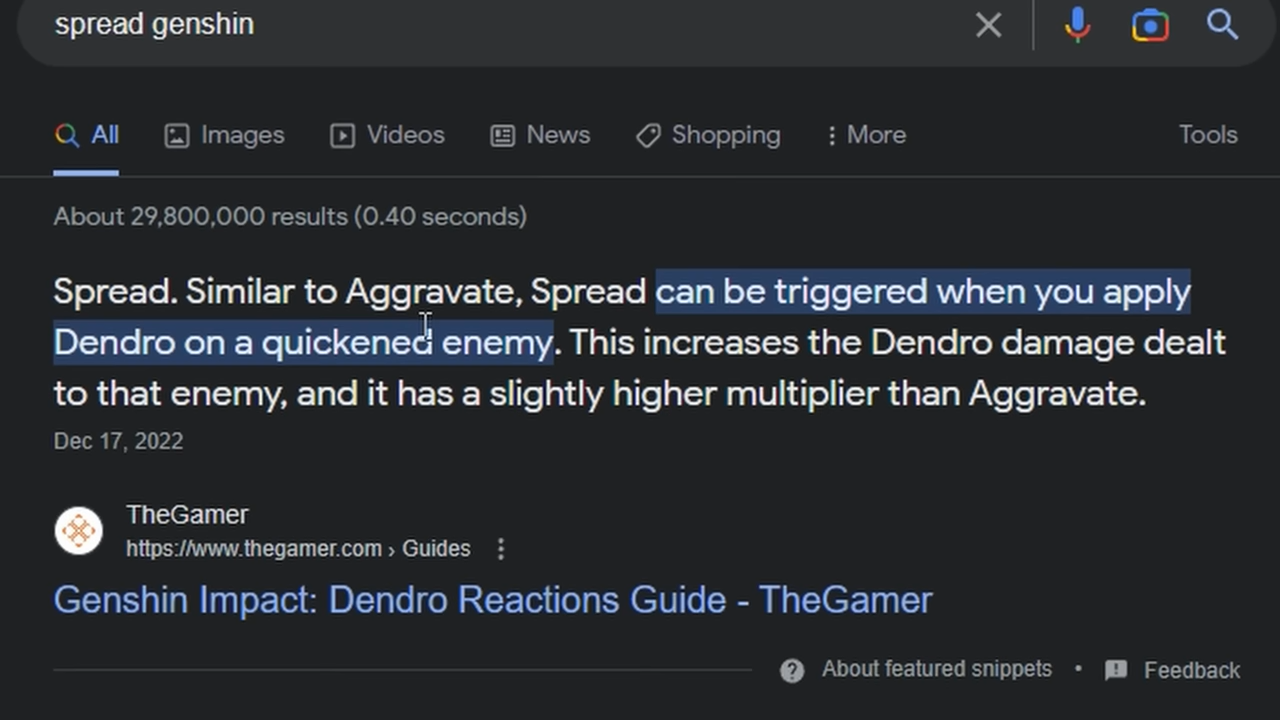 spread genshin
All Images Videos News Shopping More Tools
About 29,800,000 results (0.40 seconds)
Spread. Similar to Aggravate, Spread can be triggered when you apply
Dendro on a quickened enemy. This increases the Dendro damage dealt
to that enemy, and it has a slightly higher multiplier than Aggravate.
Dec 17, 2022
TheGamer
https://www.thegamer.com › Guides
Genshin Impact: Dendro Reactions Guide - TheGamer
About featured snippets • Feedback